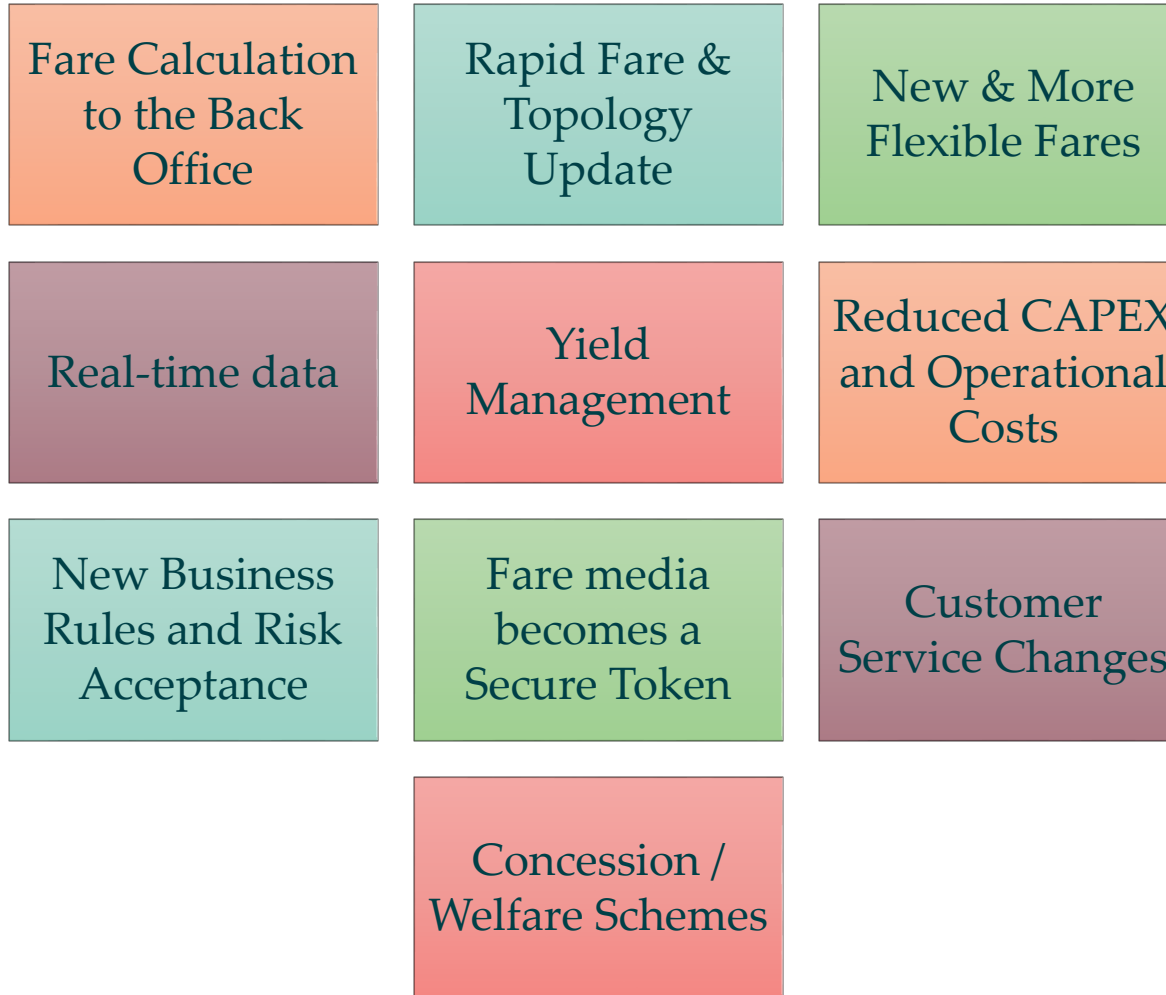 Fare Calculation
to the Back
Office
Rapid Fare &
Topology
Update
New & More
Flexible Fares
Real-time data
Yield
Management
Reduced CAPEX
and Operational
Costs
New Business
Rules and Risk
Acceptance
Fare media
becomes a
Secure Token
Customer
Service Changes
Concession /
Welfare Schemes